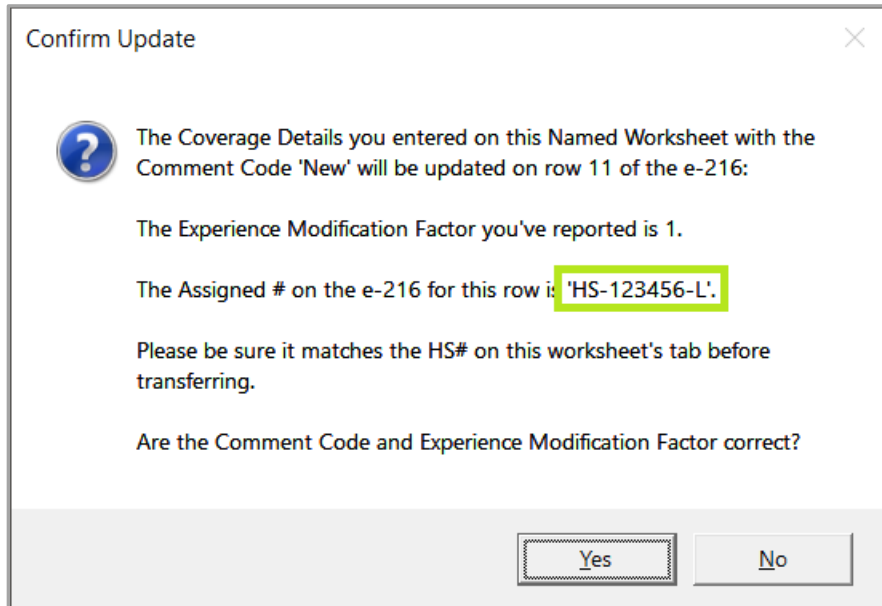 Confirm Update
The Coverage Details you entered on this Named Worksheet with the
Comment Code 'New' will be updated on row 11 of the e-216:
The Experience Modification Factor you've reported is 1.
The Assigned # on the e-216 for this row is 'HS-123456-L'.
Please be sure it matches the HS# on this worksheet's tab before
transferring.
Are the Comment Code and Experience Modification Factor correct?
Yes No